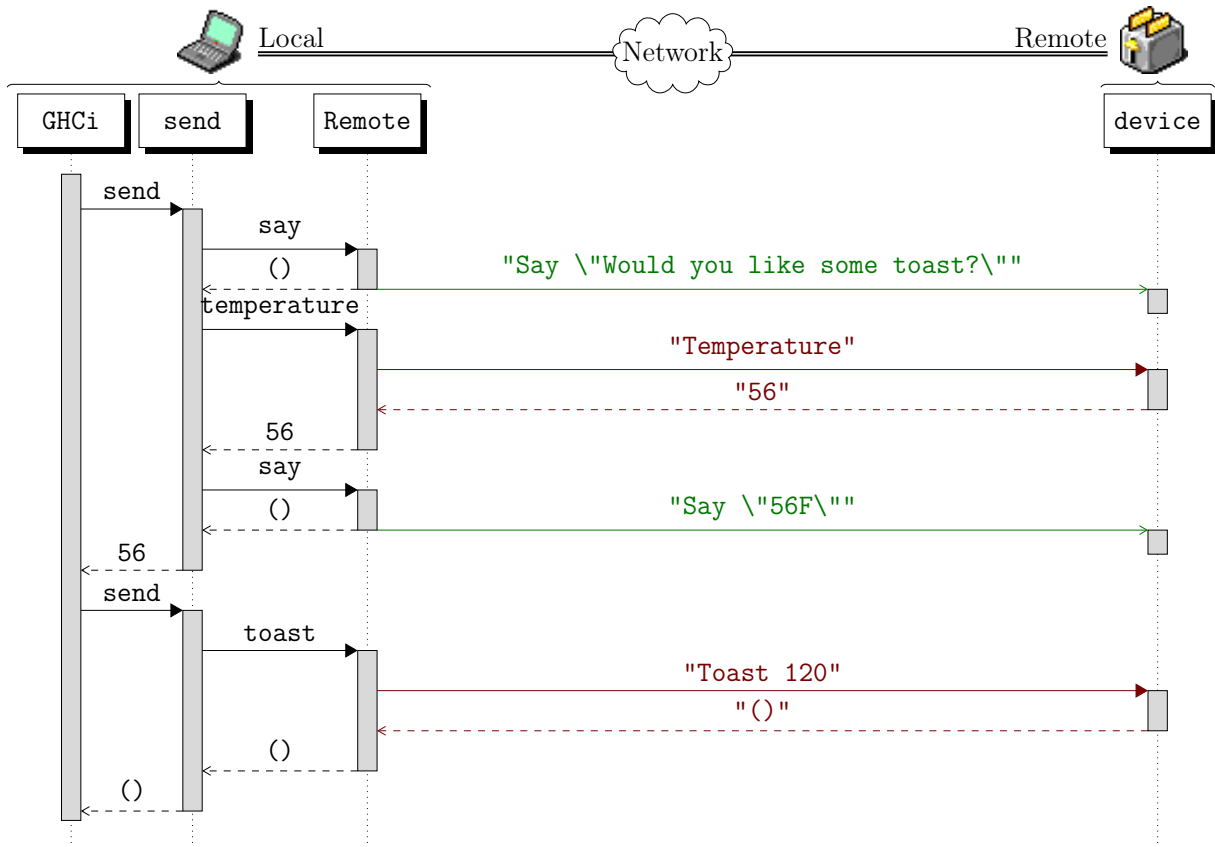 Local
Network
Remote
GHCi
send
Remote
device
send
say
()
"Say \"Would you like some toast?\""
temperature
"Temperature"
"56"
56
say
()
"Say \"56F\""
56
send
toast
"Toast 120"
"()"
()
()